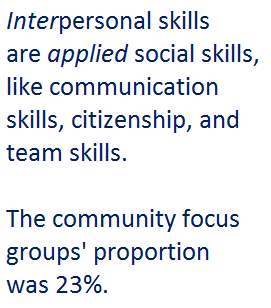 Interpersonal skills
are applied social skills,
like communication
skills, citizenship, and
team skills.
The community focus
groups' proportion
was 23%.